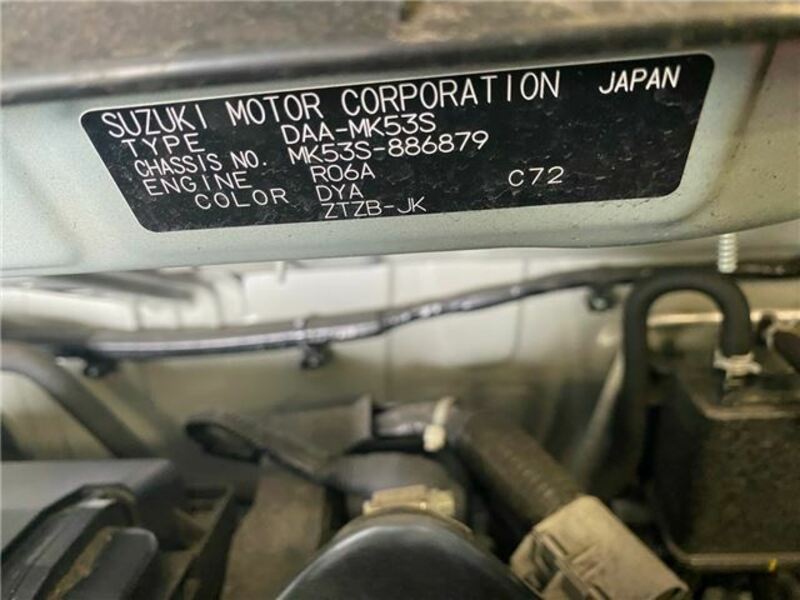 SUZUKI MOTOR CORPORATION JAPAN
TYPE DAA-MK53S
CHASSIS NO. MK53S-886879
ENGINE R06A C72
COLOR DYA
ZTZB-JK